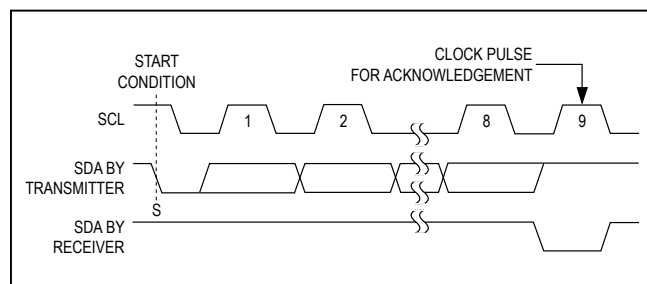 START
CONDITION
CLOCK PULSE
FOR ACKNOWLEDGEMENT
SCL
1
2
8
9
SDA BY
TRANSMITTER
S
SDA BY
RECEIVER